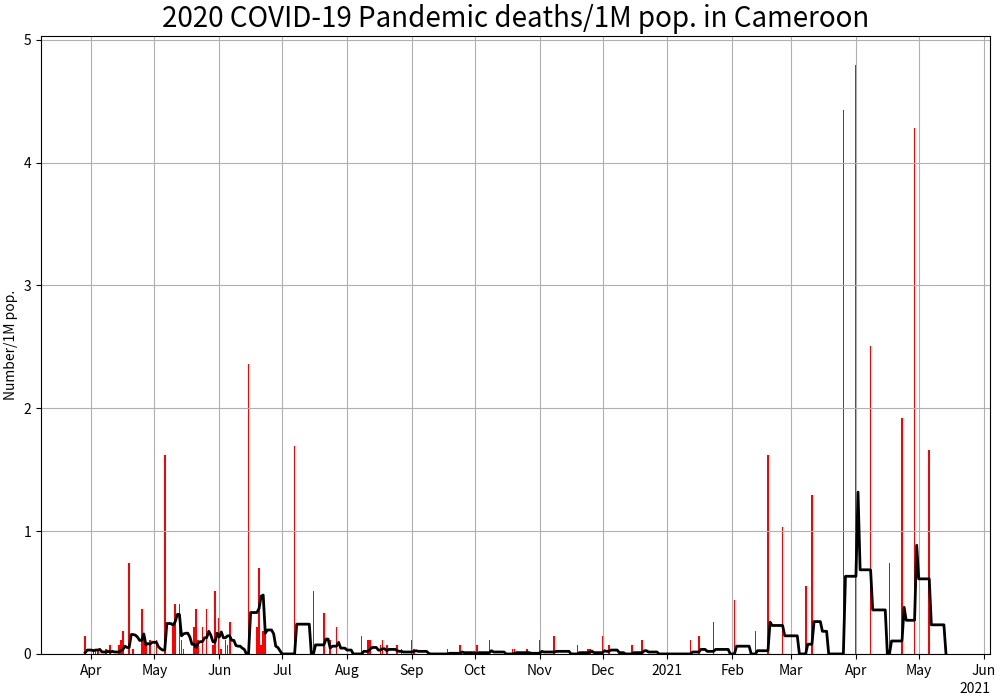 2020 COVID-19 Pandemic deaths/1M pop. in Cameroon
Number/1M pop.
5
4
3
2
1
0
Apr May Jun Jul Aug Sep Oct Nov Dec 2021 Feb Mar Apr May Jun
2021